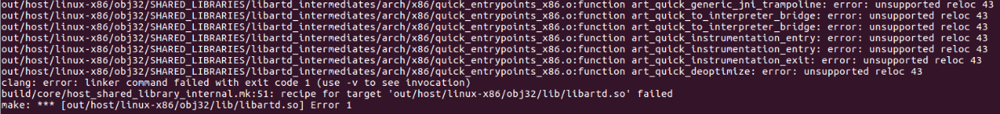 out/host/linux-x86/obj32/SHARED_LIBRARIES/libartd_intermediates/arch/x86/quick_entrypoints_x86.o:function art_quick_generic_jni_trampoline: error: unsupported reloc 43
out/host/linux-x86/obj32/SHARED_LIBRARIES/libartd_intermediates/arch/x86/quick_entrypoints_x86.o:function art_quick_to_interpreter_bridge: error: unsupported reloc 43
out/host/linux-x86/obj32/SHARED_LIBRARIES/libartd_intermediates/arch/x86/quick_entrypoints_x86.o:function art_quick_to_interpreter_bridge: error: unsupported reloc 43
out/host/linux-x86/obj32/SHARED_LIBRARIES/libartd_intermediates/arch/x86/quick_entrypoints_x86.o:function art_quick_instrumentation_entry: error: unsupported reloc 43
out/host/linux-x86/obj32/SHARED_LIBRARIES/libartd_intermediates/arch/x86/quick_entrypoints_x86.o:function art_quick_instrumentation_entry: error: unsupported reloc 43
out/host/linux-x86/obj32/SHARED_LIBRARIES/libartd_intermediates/arch/x86/quick_entrypoints_x86.o:function art_quick_instrumentation_exit: error: unsupported reloc 43
out/host/linux-x86/obj32/SHARED_LIBRARIES/libartd_intermediates/arch/x86/quick_entrypoints_x86.o:function art_quick_deoptimize: error: unsupported reloc 43
clang: error: linker command failed with exit code 1 (use -v to see invocation)
build/core/host_shared_library_internal.mk:51: recipe for target 'out/host/linux-x86/obj32/lib/libartd.so' failed
make: *** [out/host/linux-x86/obj32/lib/libartd.so] Error 1